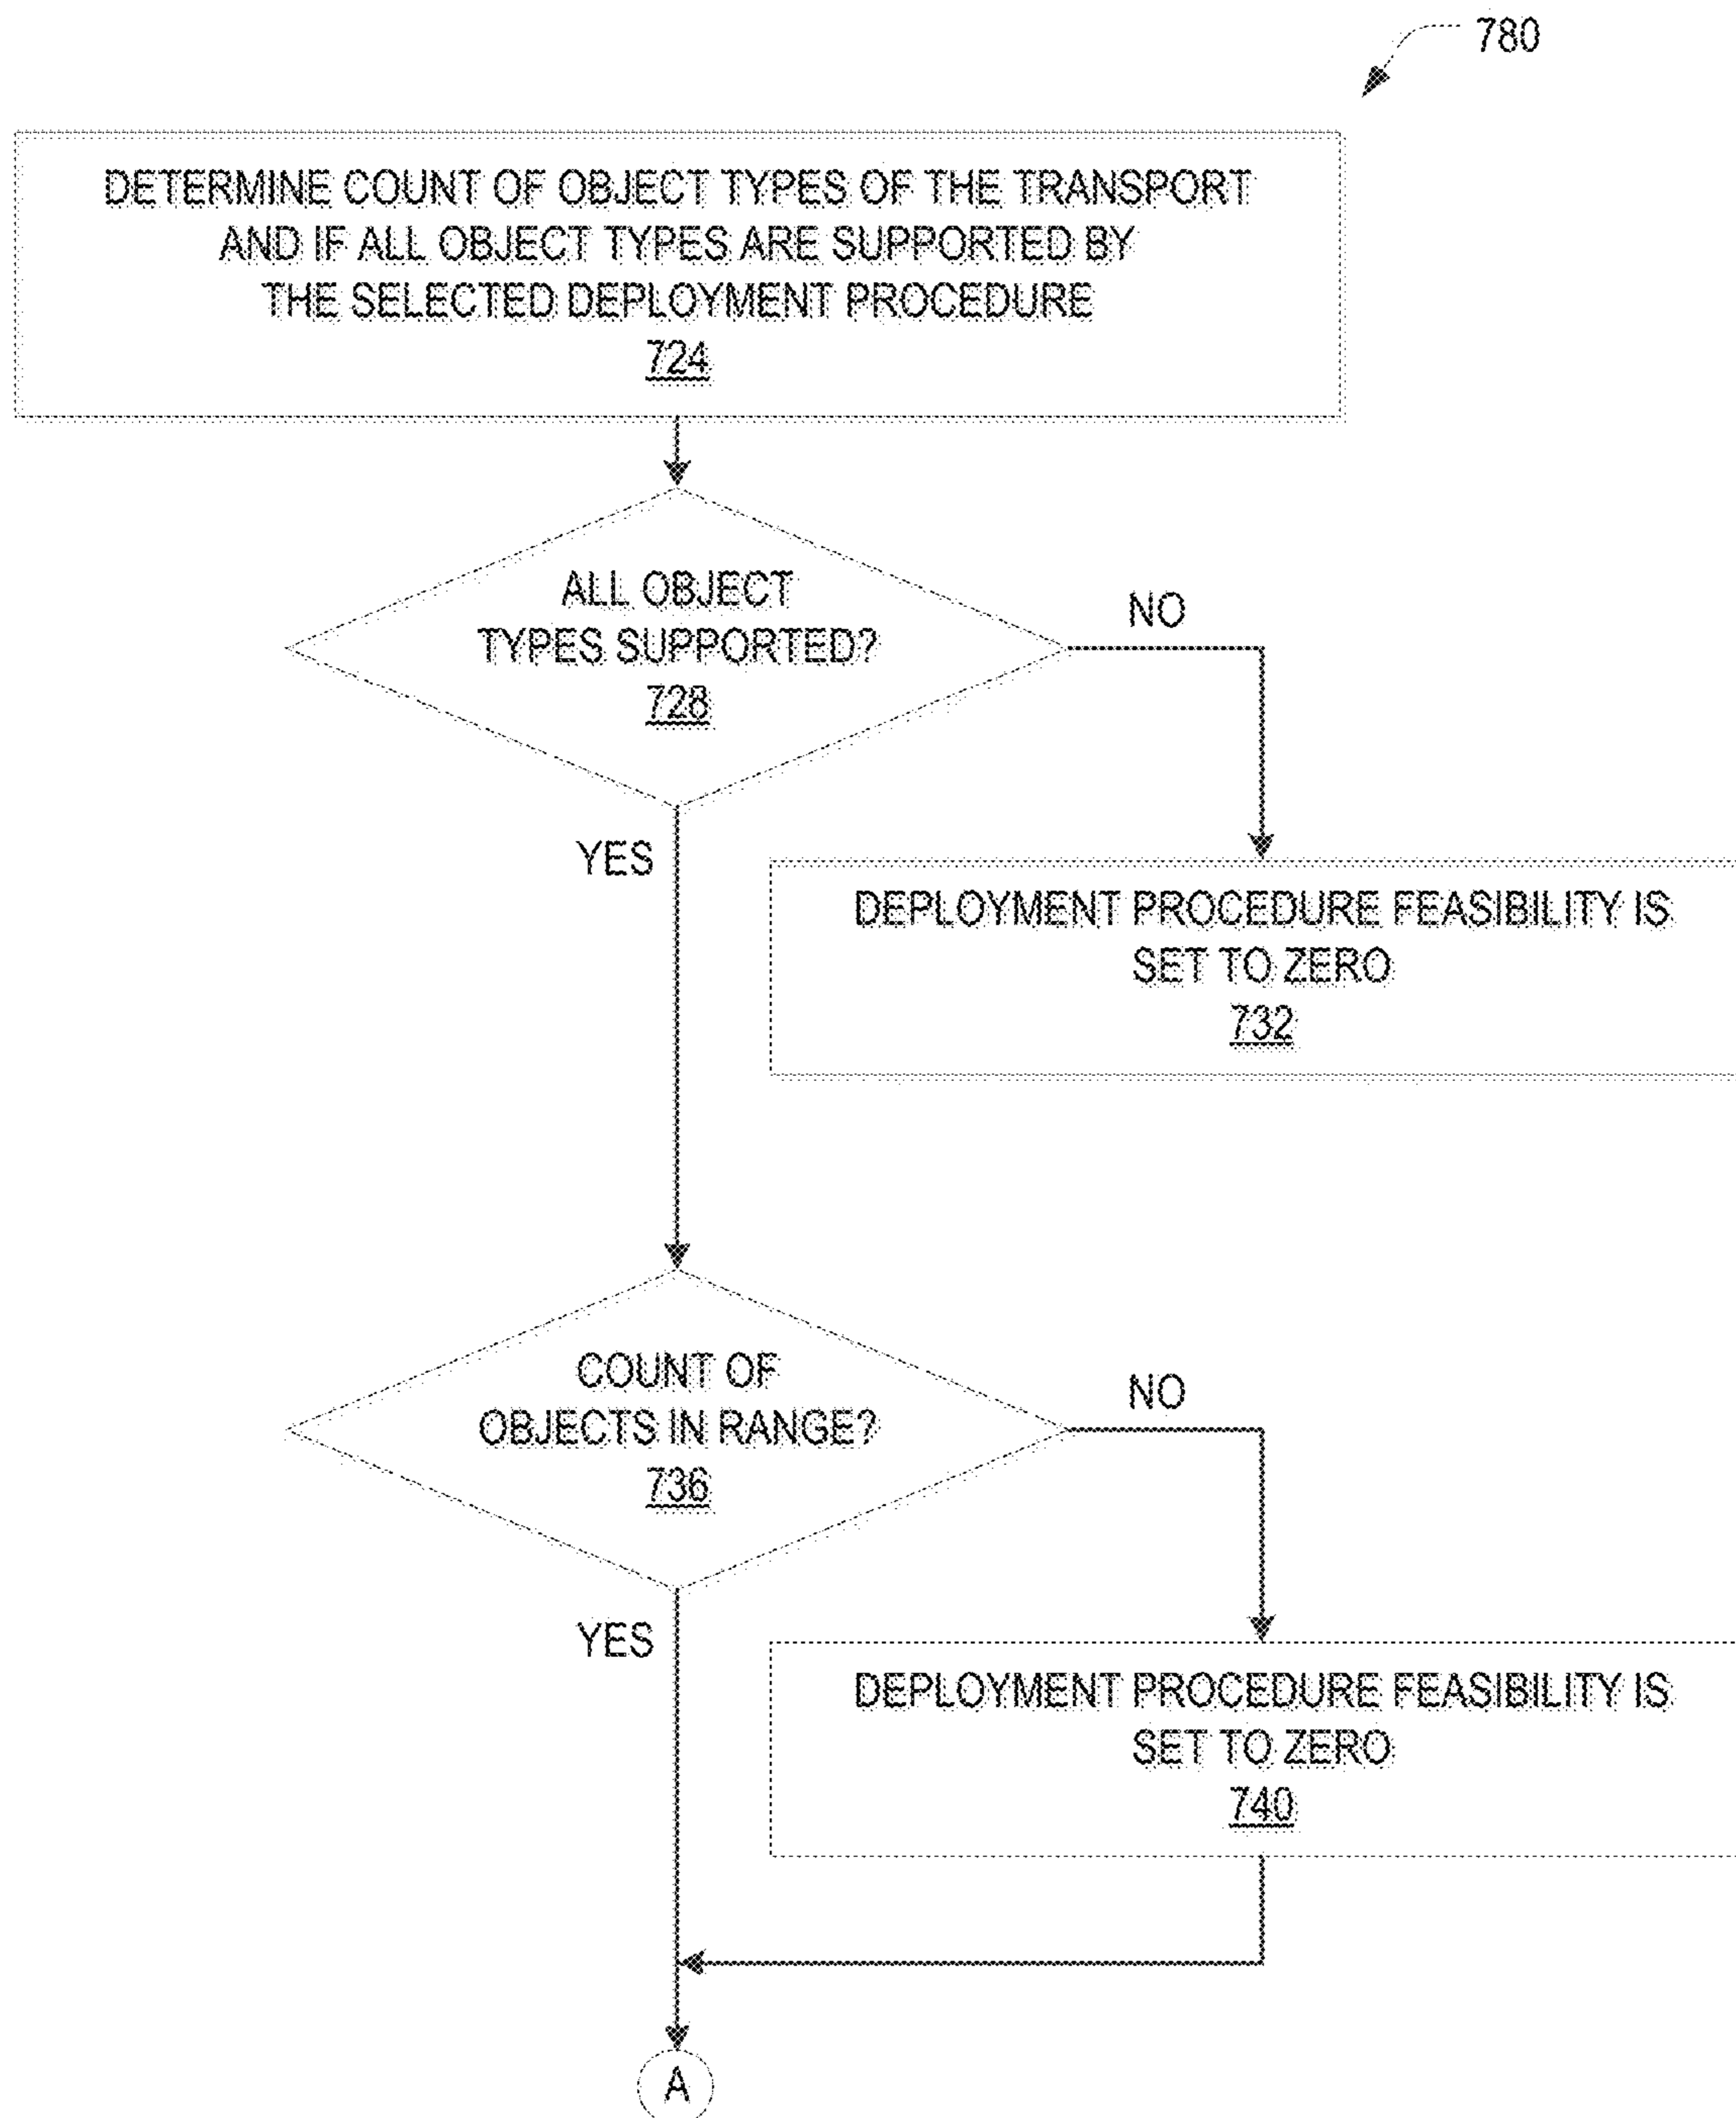 780
DETERMINE COUNT OF OBJECT TYPES OF THE TRANSPORT
AND IF ALL OBJECT TYPES ARE SUPPORTED BY
THE SELECTED DEPLOYMENT PROCEDURE
724
ALL OBJECT
TYPES SUPPORTED?
728
NO
YES
DEPLOYMENT PROCEDURE FEASIBILITY IS
SET TO ZERO
732
COUNT OF
OBJECTS IN RANGE?
736
NO
YES
DEPLOYMENT PROCEDURE FEASIBILITY IS
SET TO ZERO
740
A